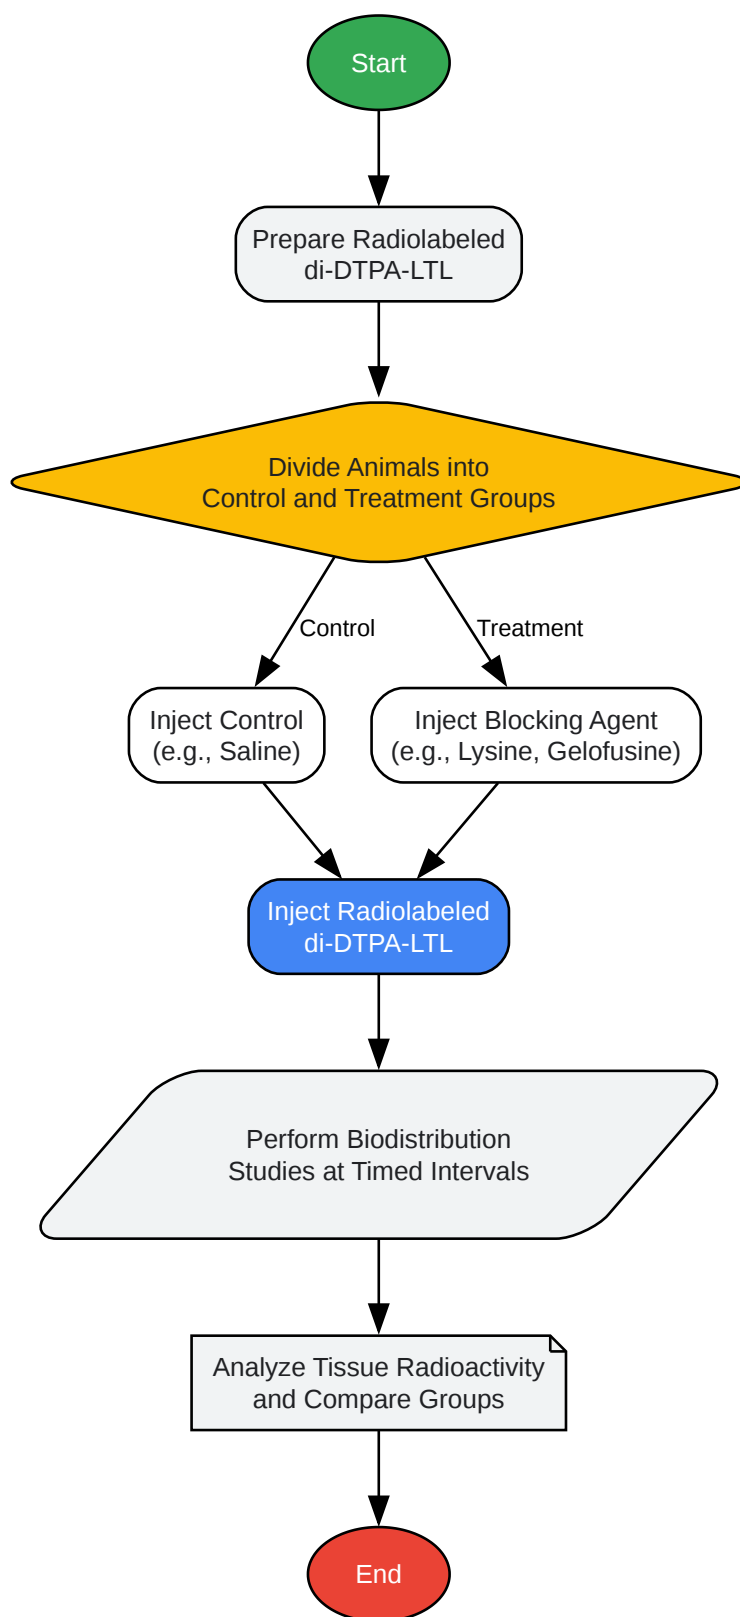 Start
Prepare Radiolabeled
di-DTPA-LTL
Divide Animals into
Control and Treatment Groups
Control
Treatment
Inject Control
(e.g., Saline)
Inject Blocking Agent
(e.g., Lysine, Gelofusine)
Inject Radiolabeled
di-DTPA-LTL
Perform Biodistribution
Studies at Timed Intervals
Analyze Tissue Radioactivity
and Compare Groups
End